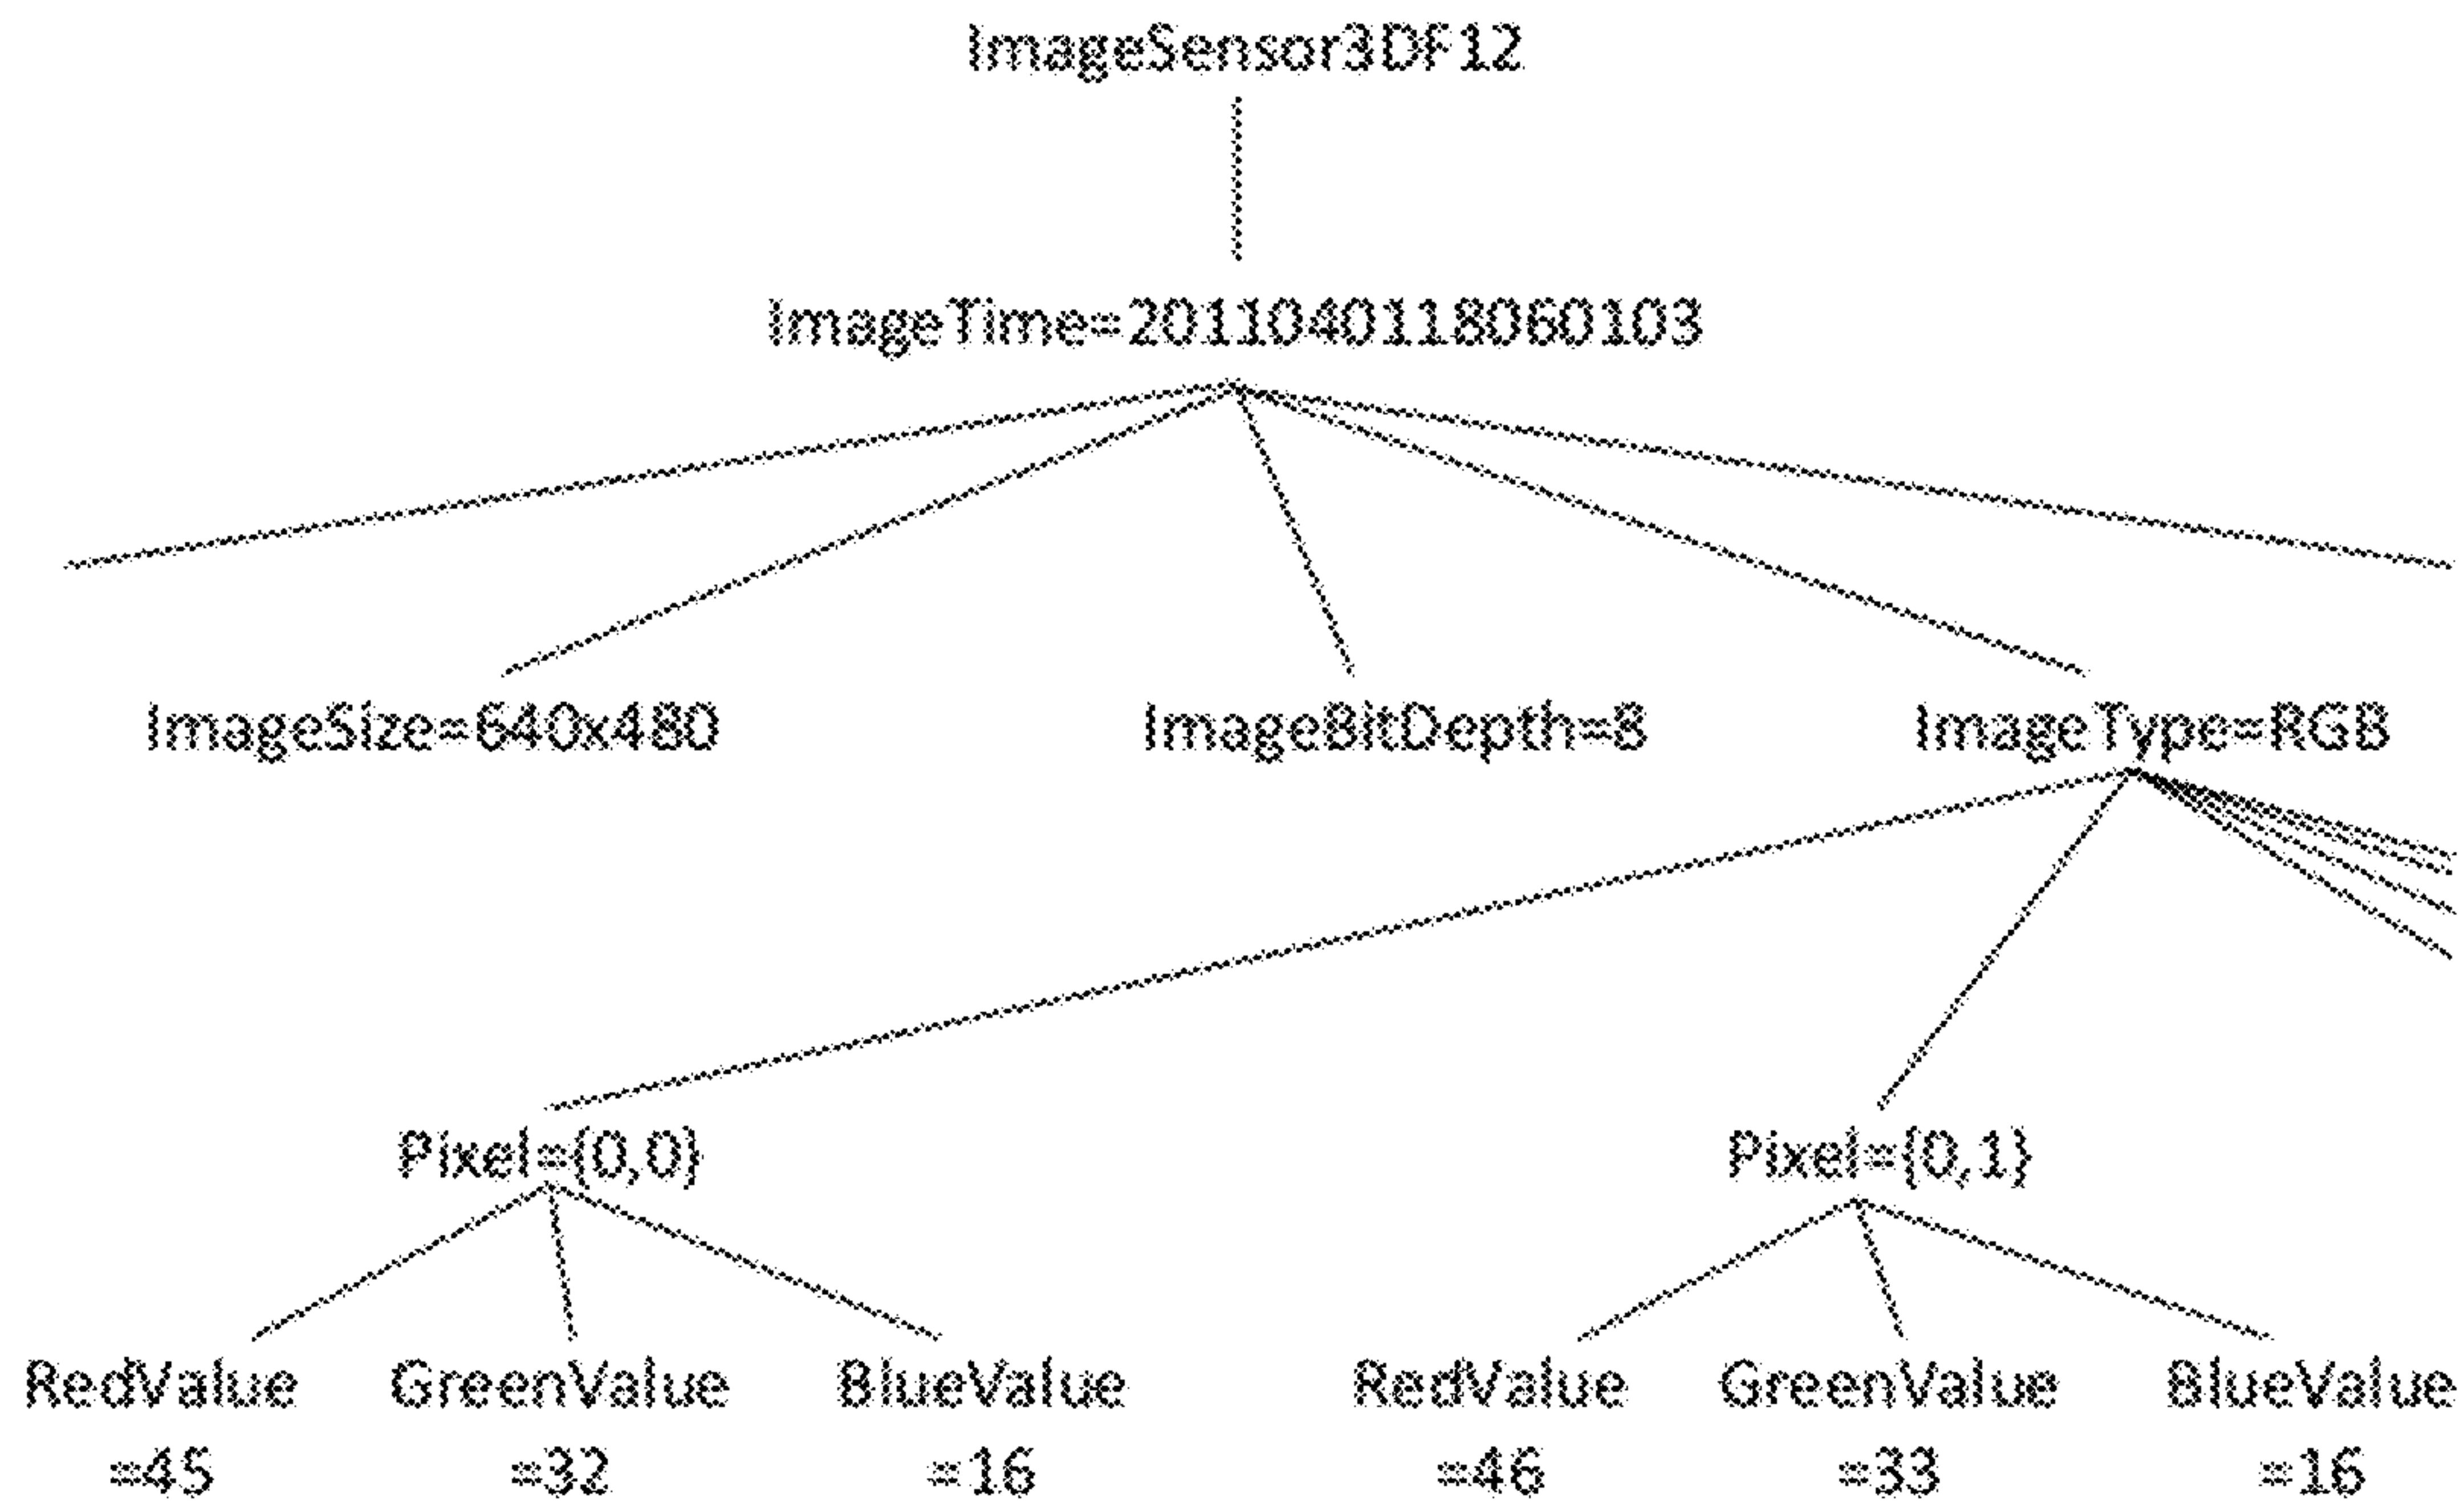 ImageSensor3DF12
ImageTime=2011040118060103
ImageSize=640x480 ImageBitDepth=8 ImageType=RGB
Pixel={0,0} Pixel={0,1}
RedValue GreenValue BlueValue RedValue GreenValue BlueValue
=45 =32 =16 =46 =33 =16